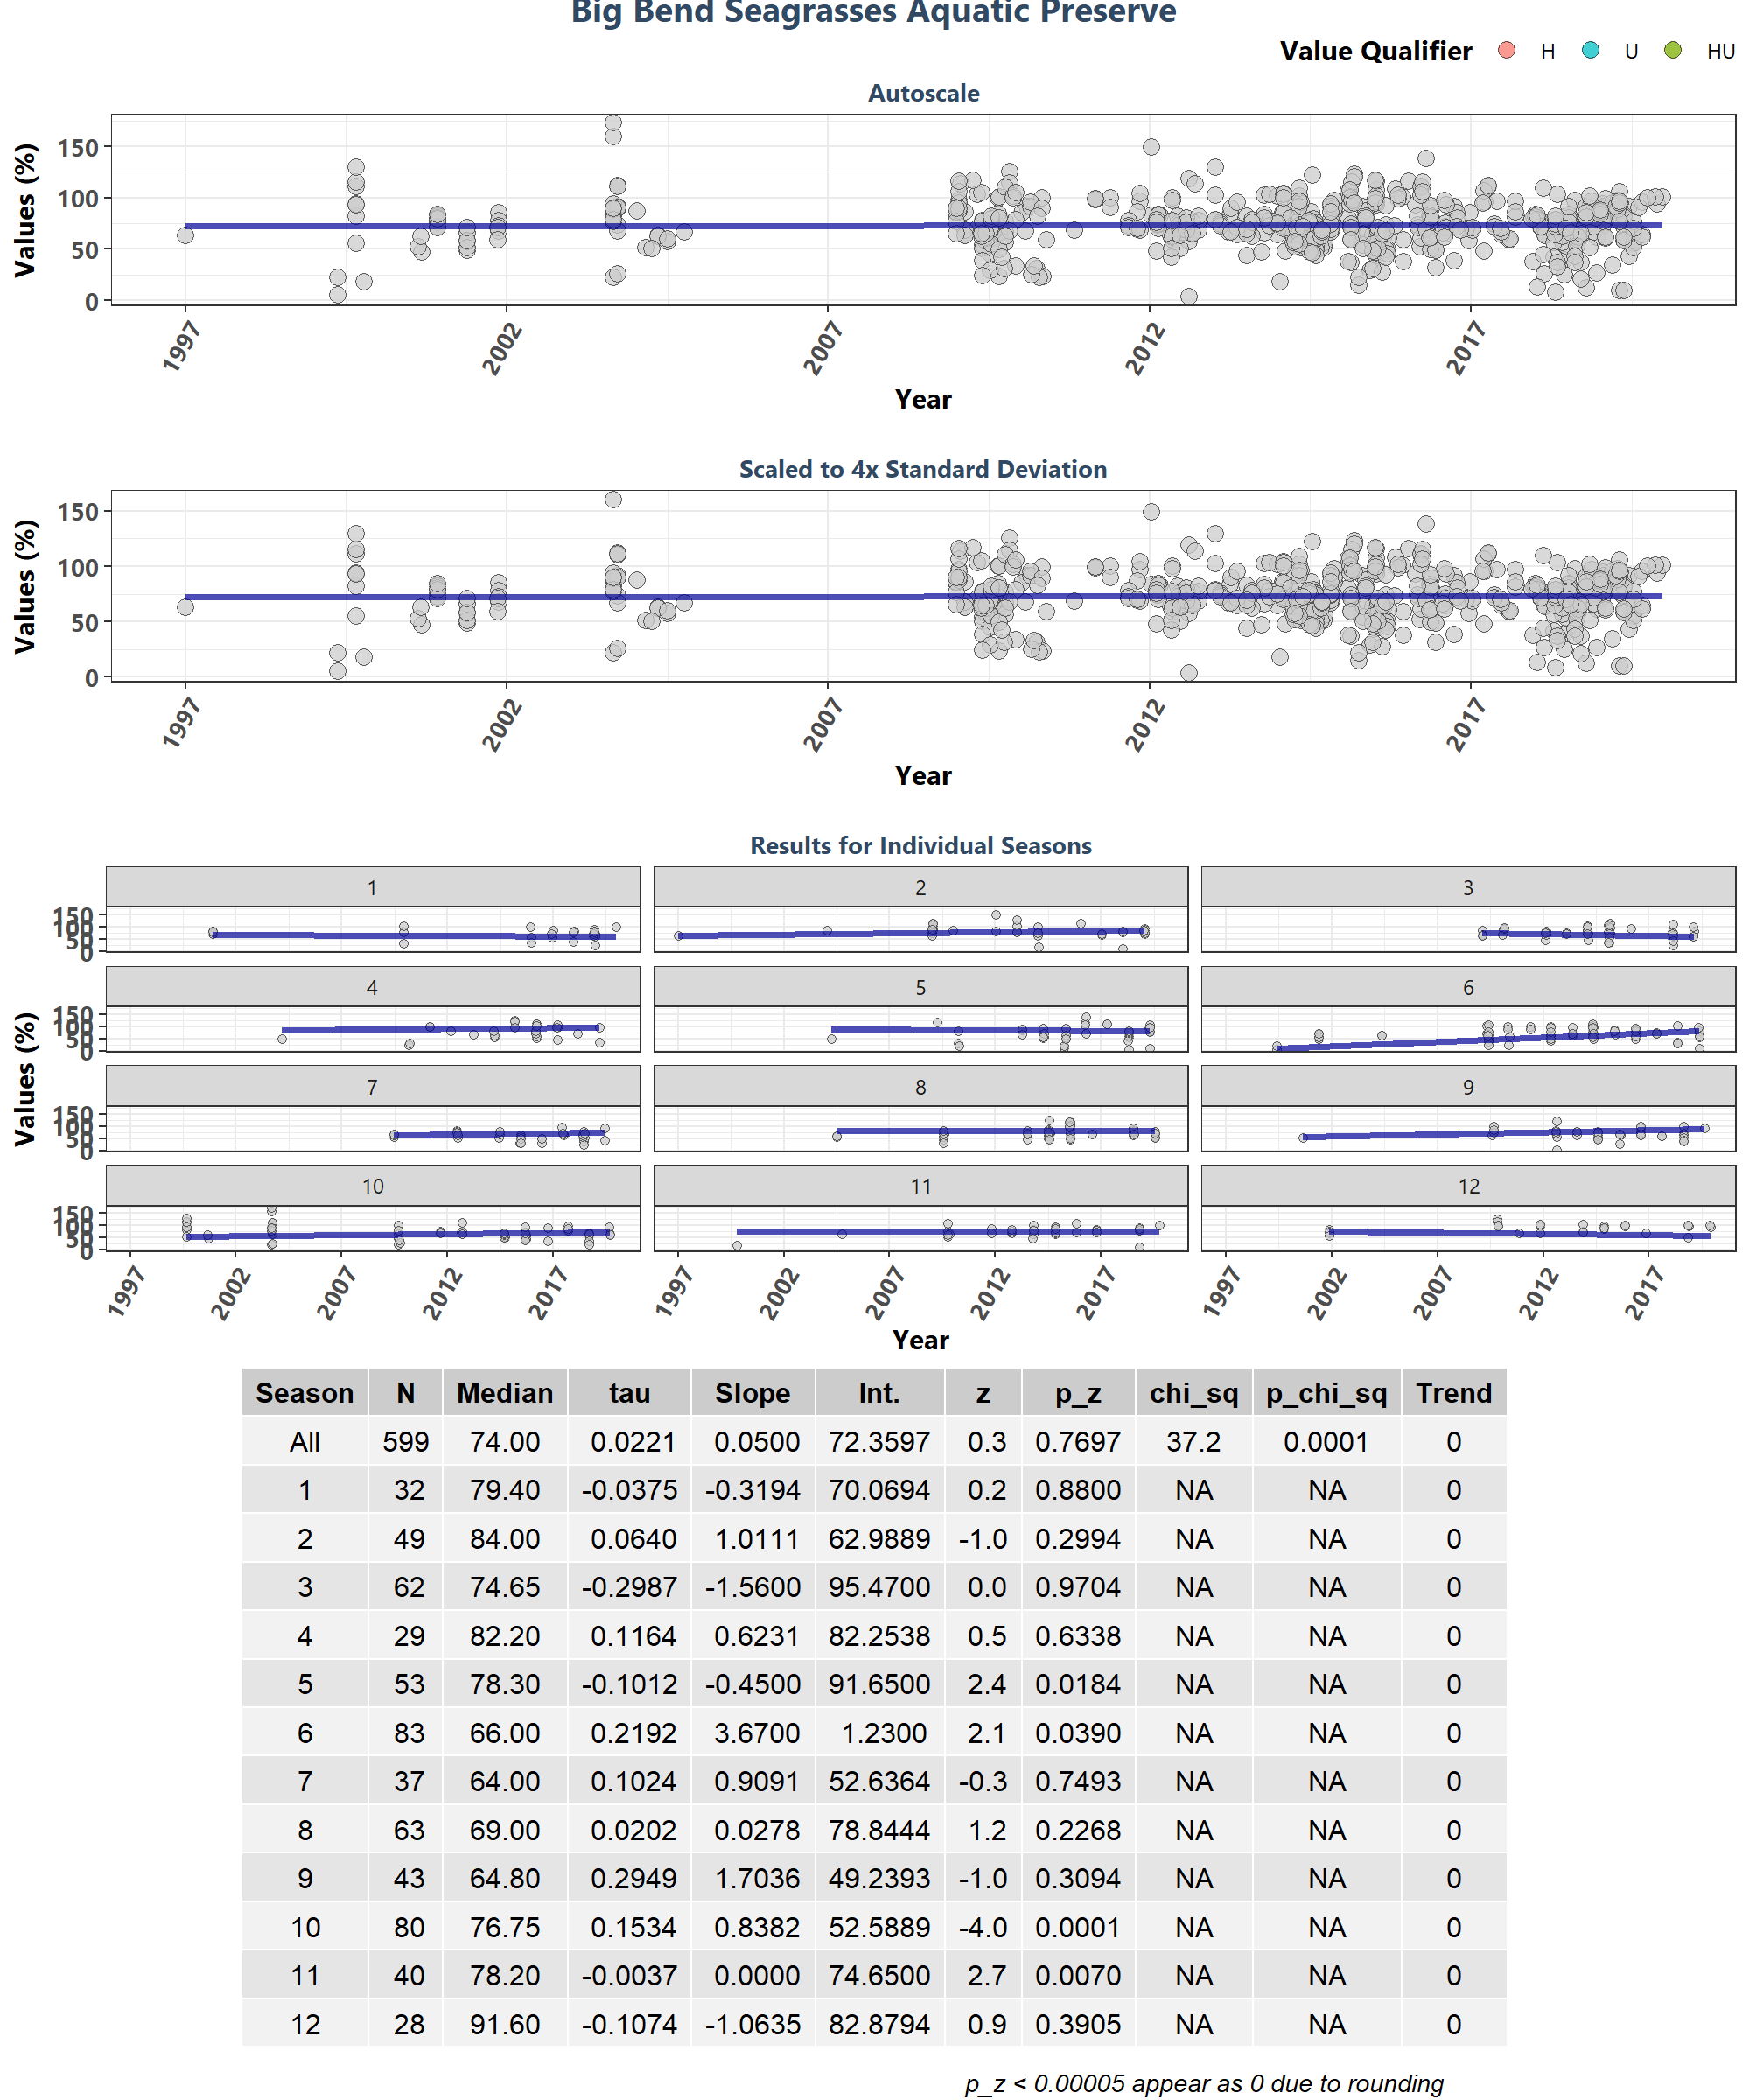 Big Bend Seagrasses Aquatic Preserve
Value Qualifier H U HU
Autoscale
Values (%)
150
100
50
0
1997 2002 2007 2012 2017
Year
Scaled to 4x Standard Deviation
Values (%)
150
100
50
0
1997 2002 2007 2012 2017
Year
Results for Individual Seasons
Values (%)
1 2 3
150
100
50
0
4 5 6
150
100
50
0
7 8 9
150
100
50
0
10 11 12
150
100
50
0
1997 2002 2007 2012 2017 1997 2002 2007 2012 2017 1997 2002 2007 2012 2017
Year
Season N Median tau Slope Int. z p_z chi_sq p_chi_sq Trend
All 599 74.00 0.0221 0.0500 72.3597 0.3 0.7697 37.2 0.0001 0
1 32 79.40 -0.0375 -0.3194 70.0694 0.2 0.8800 NA NA 0
2 49 84.00 0.0640 1.0111 62.9889 -1.0 0.2994 NA NA 0
3 62 74.65 -0.2987 -1.5600 95.4700 0.0 0.9704 NA NA 0
4 29 82.20 0.1164 0.6231 82.2538 0.5 0.6338 NA NA 0
5 53 78.30 -0.1012 -0.4500 91.6500 2.4 0.0184 NA NA 0
6 83 66.00 0.2192 3.6700 1.2300 2.1 0.0390 NA NA 0
7 37 64.00 0.1024 0.9091 52.6364 -0.3 0.7493 NA NA 0
8 63 69.00 0.0202 0.0278 78.8444 1.2 0.2268 NA NA 0
9 43 64.80 0.2949 1.7036 49.2393 -1.0 0.3094 NA NA 0
10 80 76.75 0.1534 0.8382 52.5889 -4.0 0.0001 NA NA 0
11 40 78.20 -0.0037 0.0000 74.6500 2.7 0.0070 NA NA 0
12 28 91.60 -0.1074 -1.0635 82.8794 0.9 0.3905 NA NA 0
p_z < 0.00005 appear as 0 due to rounding